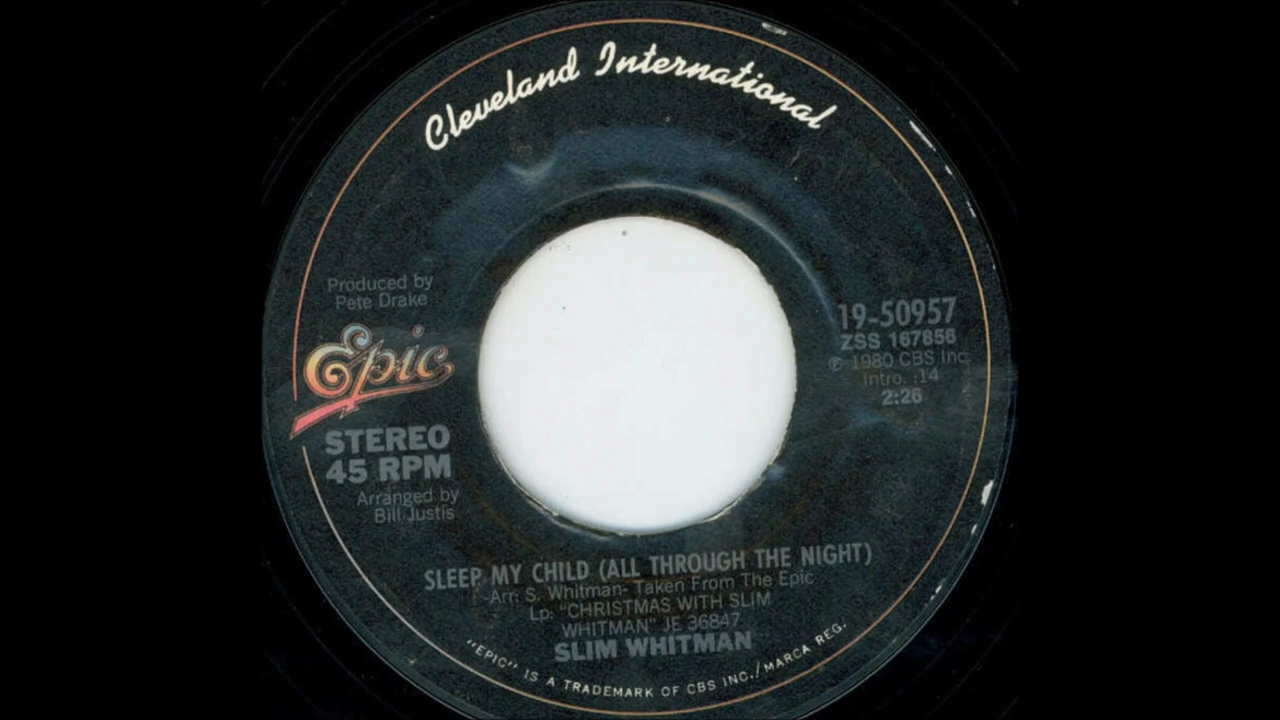 Cleveland International
Produced by
Pete Drake
Epic
STEREO
45 RPM
Arranged by
Bill Justis
19-50957
ZSS 167856
℗ 1980 CBS Inc.
Intro. :14
2:26
SLEEP MY CHILD (ALL THROUGH THE NIGHT)
-Arr: S. Whitman- Taken From The Epic
Lp: "CHRISTMAS WITH SLIM
WHITMAN" JE 36847
SLIM WHITMAN
"EPIC" IS A TRADEMARK OF CBS INC./MARCA REG.